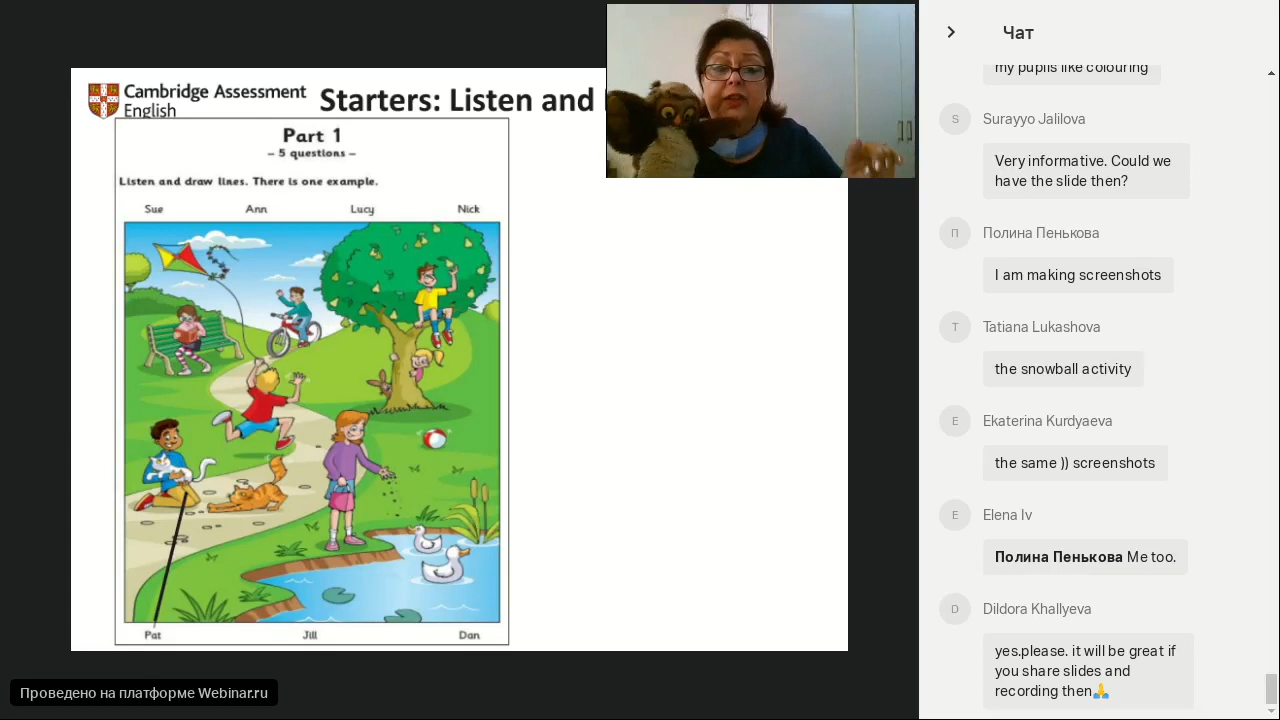 Cambridge Assessment
English
Starters: Listen and
Part 1
– 5 questions –
Listen and draw lines. There is one example.
Sue Ann Lucy Nick
Pat Jill Dan
Проведено на платформе Webinar.ru
Чат
my pupils like colouring
S
Surayyo Jalilova
Very informative. Could we
have the slide then?
П
Полина Пенькова
I am making screenshots
T
Tatiana Lukashova
the snowball activity
E
Ekaterina Kurdyaeva
the same )) screenshots
E
Elena Iv
Полина Пенькова Me too.
D
Dildora Khallyeva
yes.please. it will be great if
you share slides and
recording then🙏